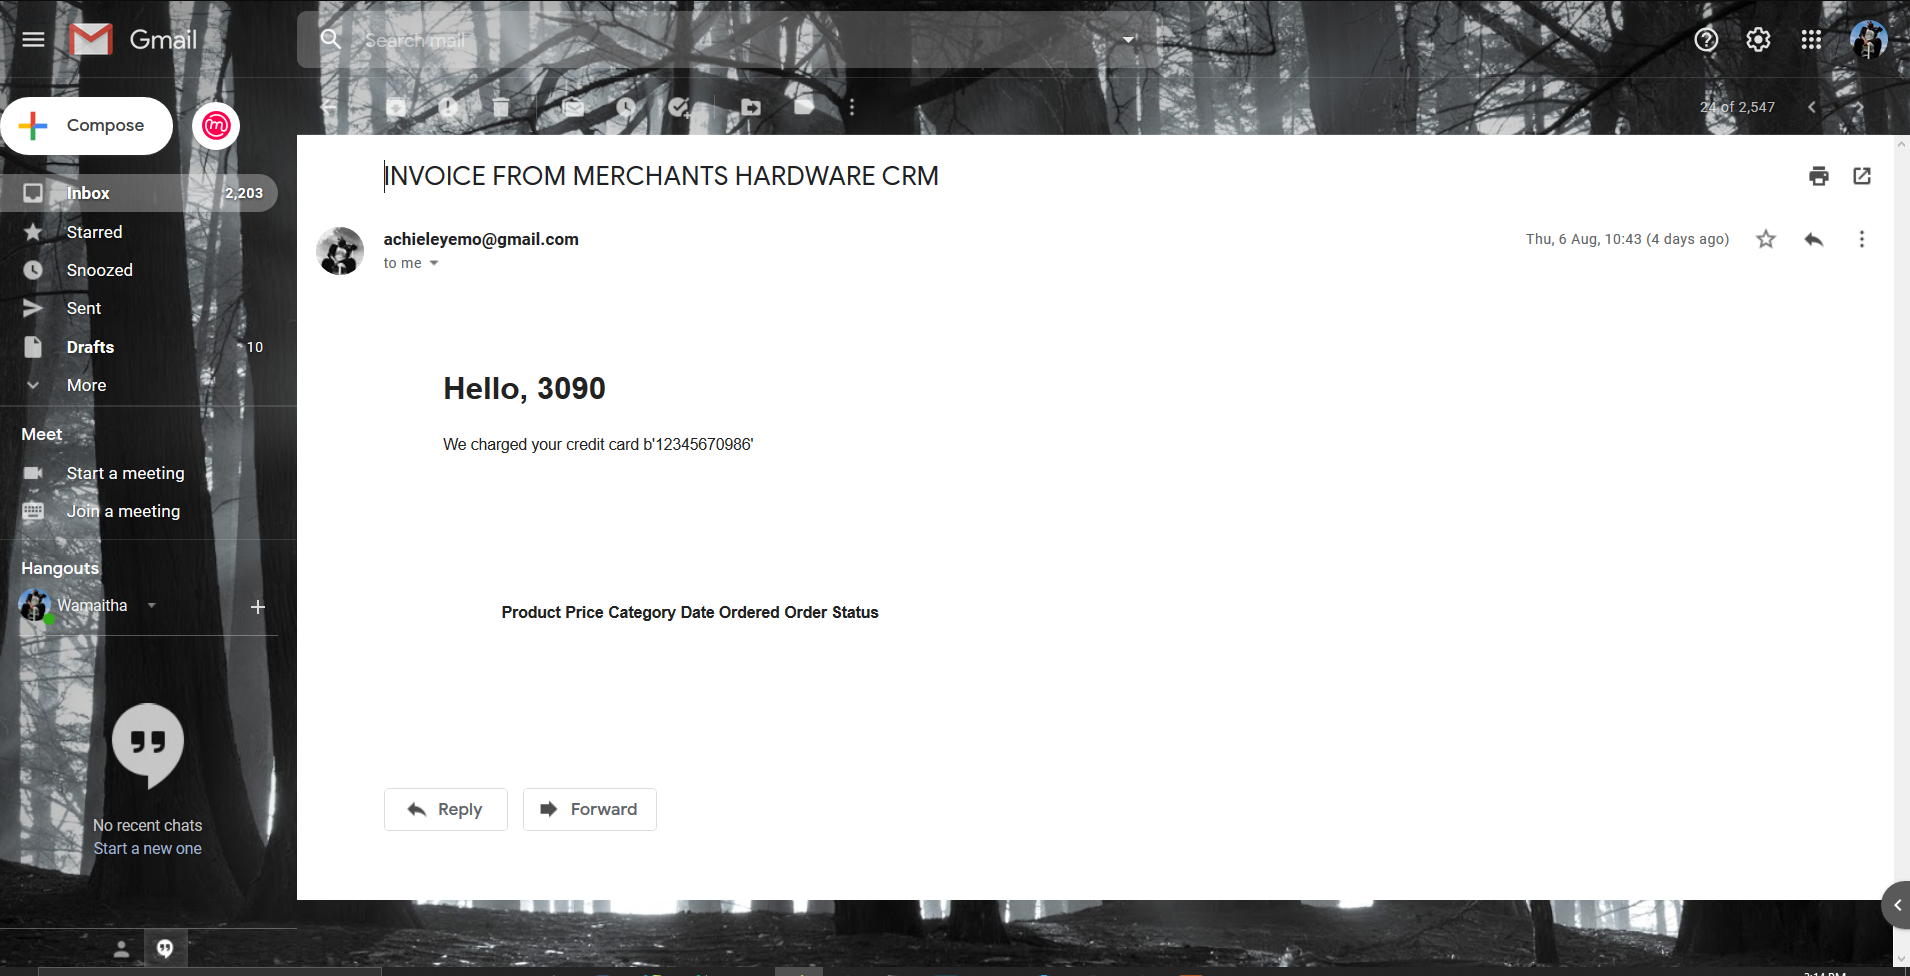 Gmail
Search mail
Compose
24 of 2,547
Inbox 2,203
Starred
Snoozed
Sent
Drafts 10
More
Meet
Start a meeting
Join a meeting
Hangouts
Wamaitha
No recent chats
Start a new one
INVOICE FROM MERCHANTS HARDWARE CRM
achieleyemo@gmail.com
Thu, 6 Aug, 10:43 (4 days ago)
to me
Hello, 3090
We charged your credit card b'12345670986'
Product Price Category Date Ordered Order Status
Reply
Forward